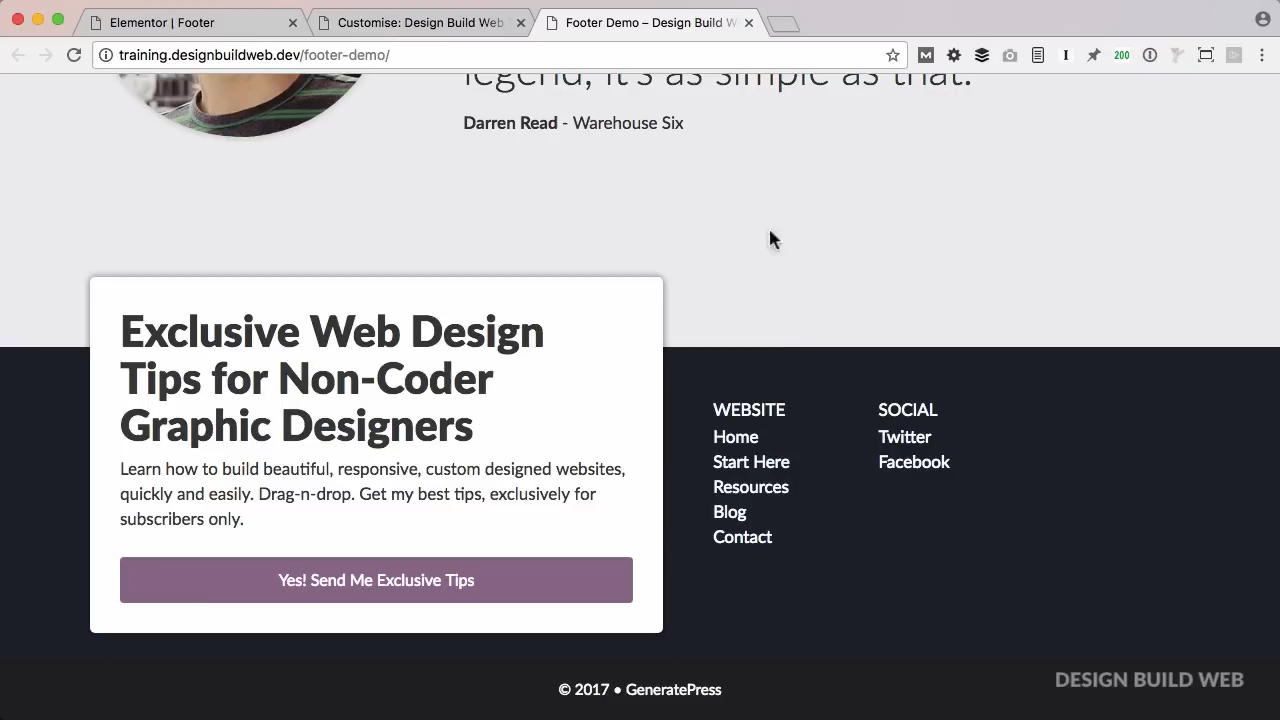 Elementor | Footer
Customise: Design Build Web
Footer Demo – Design Build W
training.designbuildweb.dev/footer-demo/
200
legend, it's as simple as that.
Darren Read - Warehouse Six
Exclusive Web Design
Tips for Non-Coder
Graphic Designers
Learn how to build beautiful, responsive, custom designed websites,
quickly and easily. Drag-n-drop. Get my best tips, exclusively for
subscribers only.
Yes! Send Me Exclusive Tips
WEBSITE
Home
Start Here
Resources
Blog
Contact
SOCIAL
Twitter
Facebook
© 2017 • GeneratePress
DESIGN BUILD WEB